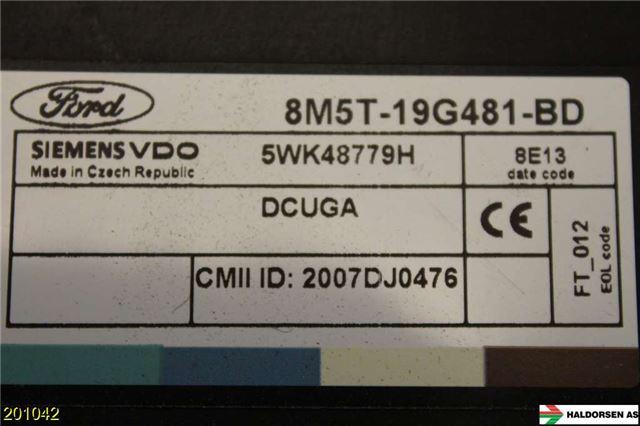 Ford 8M5T-19G481-BD
SIEMENS VDO 5WK48779H 8E13
Made in Czech Republic date code
DCUGA CE
CMII ID: 2007DJ0476
FT_012
EOL code
201042
HALDORSEN AS